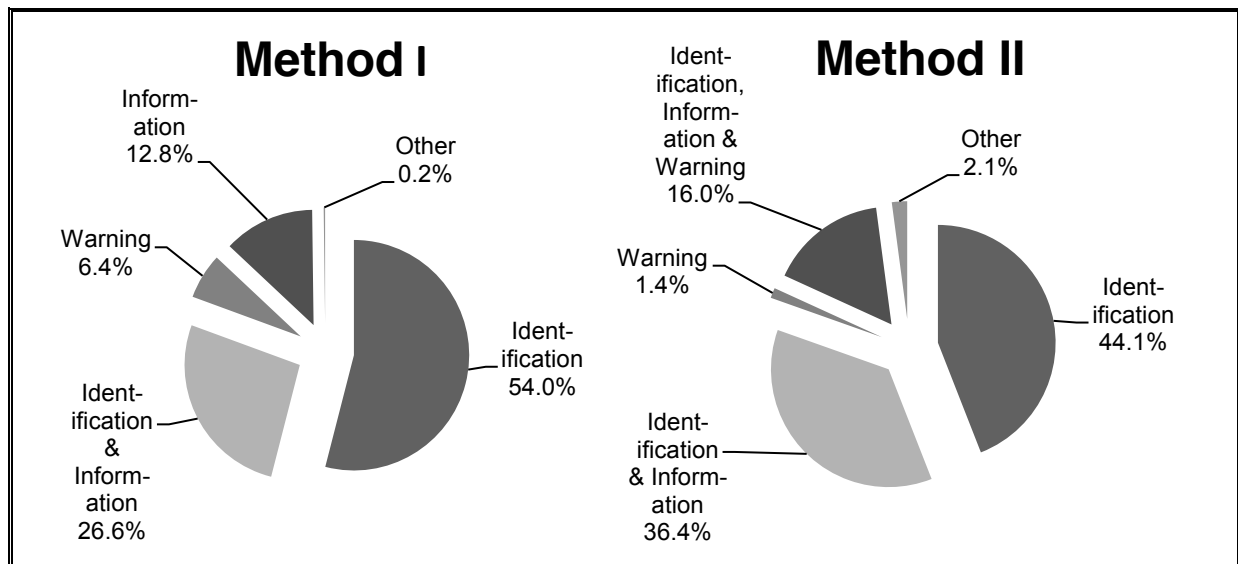 Method I
Inform-
ation
12.8%
Other
0.2%
Warning
6.4%
Ident-
ification
54.0%
Ident-
ification
&
Inform-
ation
26.6%
Method II
Ident-
ification,
Inform-
ation &
Warning
16.0%
Other
2.1%
Warning
1.4%
Ident-
ification
44.1%
Ident-
ification
& Inform-
ation
36.4%